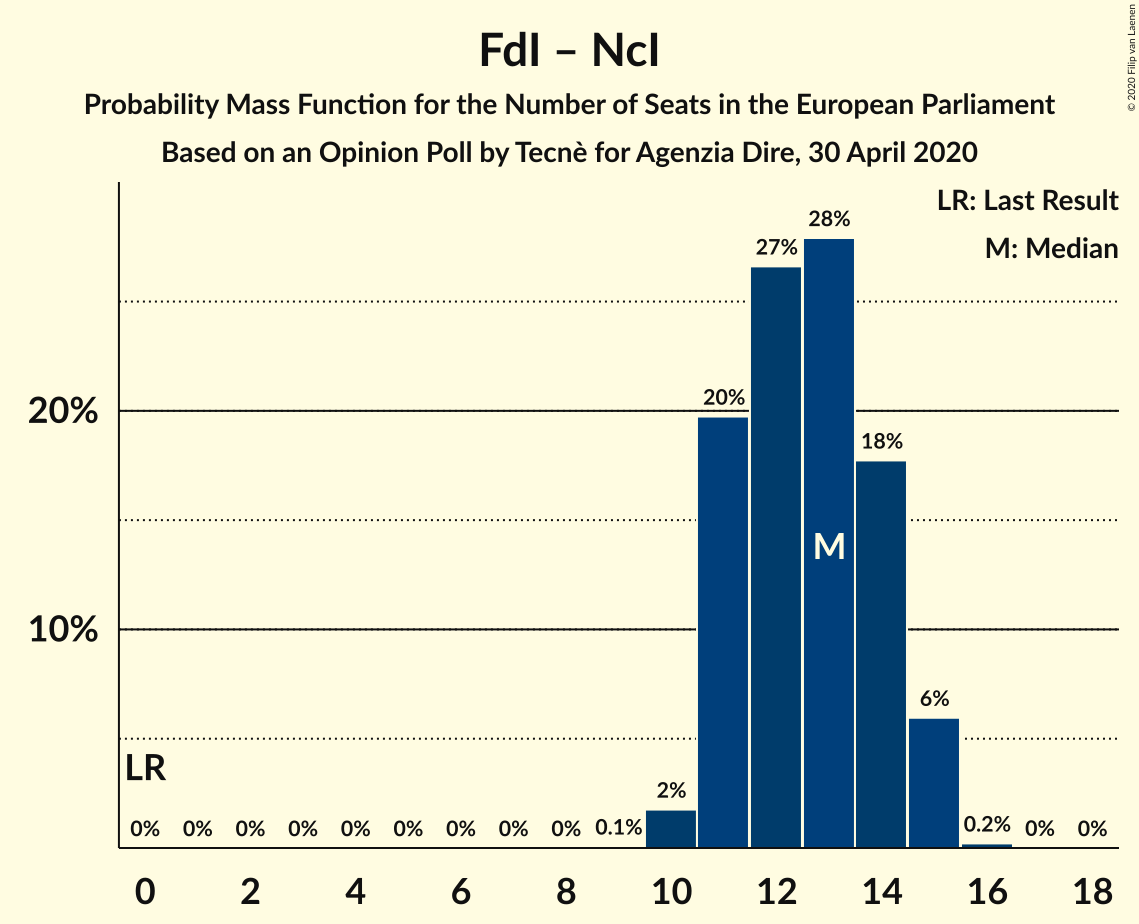 FdI – NcI
Probability Mass Function for the Number of Seats in the European Parliament
Based on an Opinion Poll by Tecnè for Agenzia Dire, 30 April 2020
© 2020 Filip van Laenen
LR: Last Result
M: Median
28%
27%
20%
20%
18%
M
10%
6%
LR
2%
0% 0% 0% 0% 0% 0% 0% 0% 0% 0.1% 0.2% 0% 0%
0 2 4 6 8 10 12 14 16 18